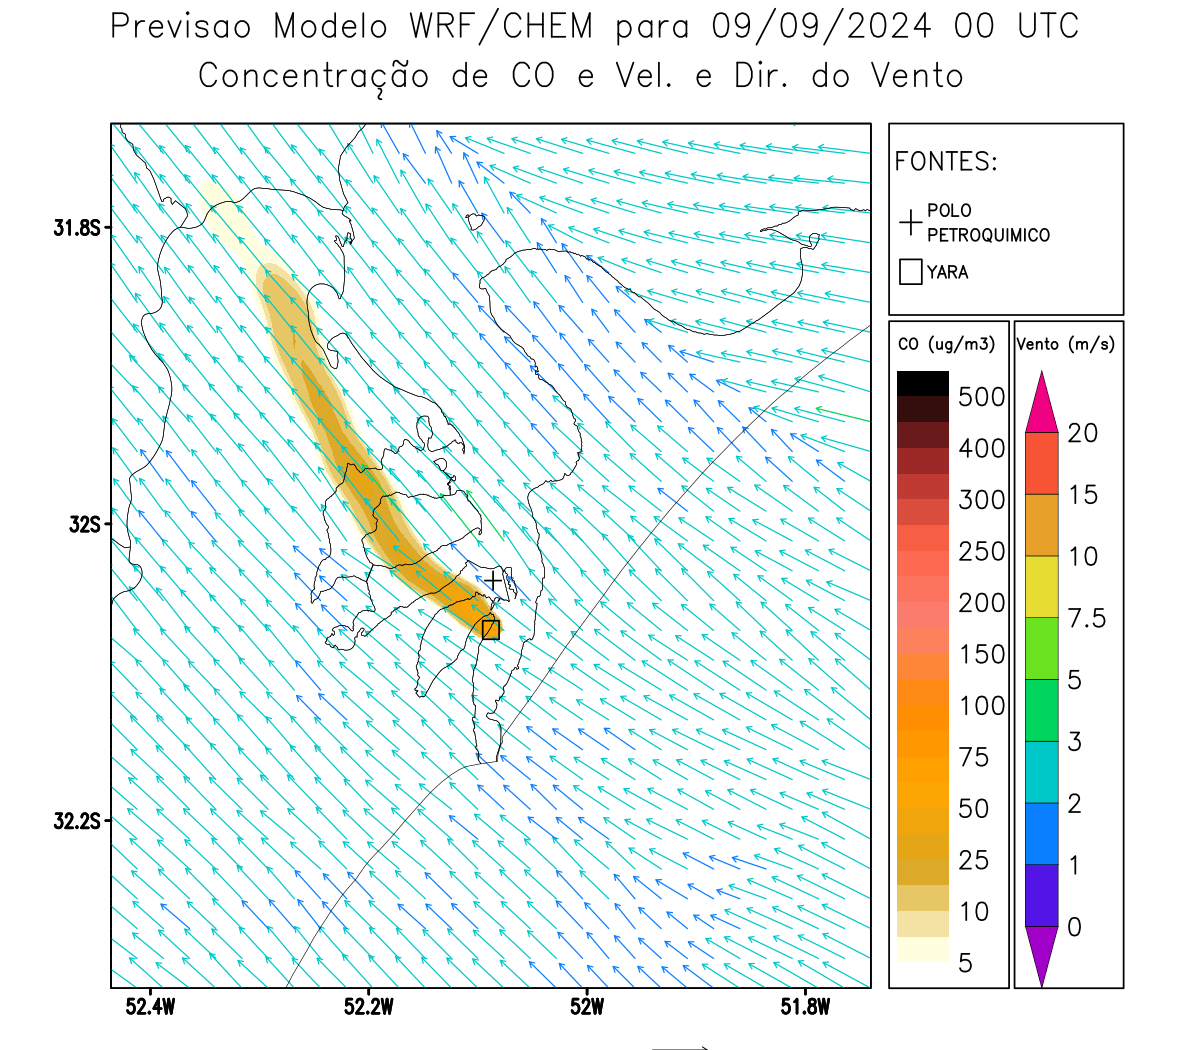 Previsao Modelo WRF/CHEM para 09/09/2024 00 UTC
Concentração de CO e Vel. e Dir. do Vento
FONTES:
POLO
PETROQUIMICO
YARA
CO (ug/m3)
500
400
300
250
200
150
100
75
50
25
10
5
Vento (m/s)
20
15
10
7.5
5
3
2
1
0
31.8S
32S
32.2S
52.4W
52.2W
52W
51.8W